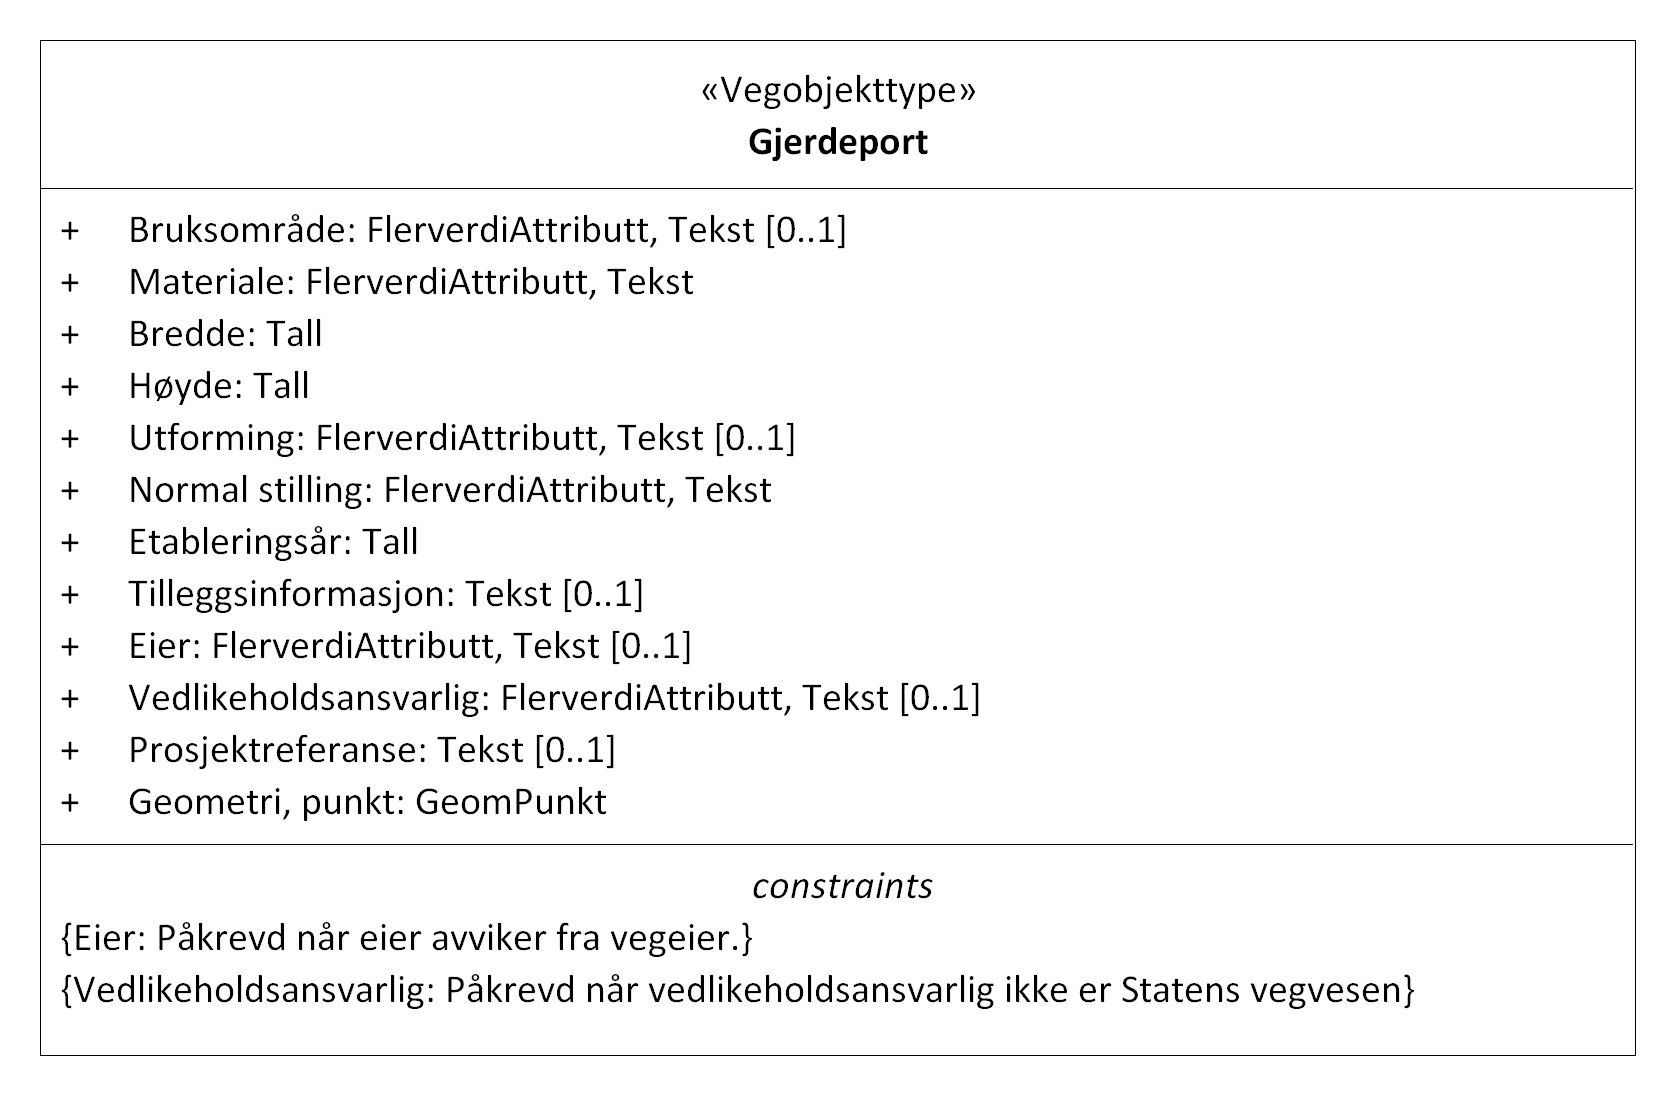 «Vegobjekttype»
Gjerdeport
+ Bruksområde: FlerverdiAttributt, Tekst [0..1]
+ Materiale: FlerverdiAttributt, Tekst
+ Bredde: Tall
+ Høyde: Tall
+ Utforming: FlerverdiAttributt, Tekst [0..1]
+ Normal stilling: FlerverdiAttributt, Tekst
+ Etableringsår: Tall
+ Tilleggsinformasjon: Tekst [0..1]
+ Eier: FlerverdiAttributt, Tekst [0..1]
+ Vedlikeholdsansvarlig: FlerverdiAttributt, Tekst [0..1]
+ Prosjektreferanse: Tekst [0..1]
+ Geometri, punkt: GeomPunkt
constraints
{Eier: Påkrevd når eier avviker fra vegeier.}
{Vedlikeholdsansvarlig: Påkrevd når vedlikeholdsansvarlig ikke er Statens vegvesen}